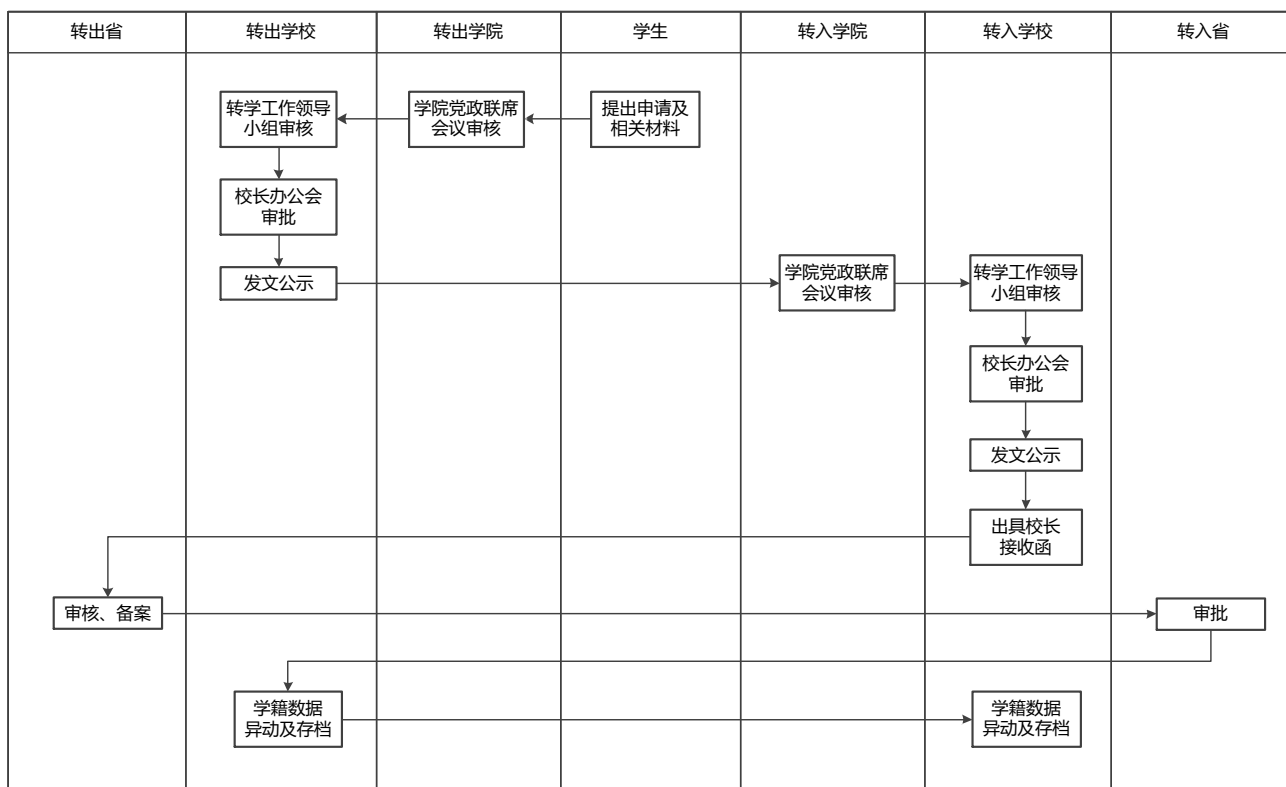 转出省
转出学校
转出学院
学生
转入学院
转入学校
转入省
转学工作领导
小组审核
学院党政联席
会议审核
提出申请及
相关材料
校长办公会
审批
发文公示
学院党政联席
会议审核
转学工作领导
小组审核
校长办公会
审批
发文公示
出具校长
接收函
审核、备案
审批
学籍数据
异动及存档
学籍数据
异动及存档